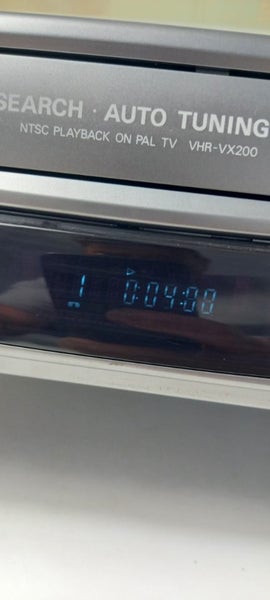 SEARCH · AUTO TUNING
NTSC PLAYBACK ON PAL TV VHR-VX200
1 0:04:00